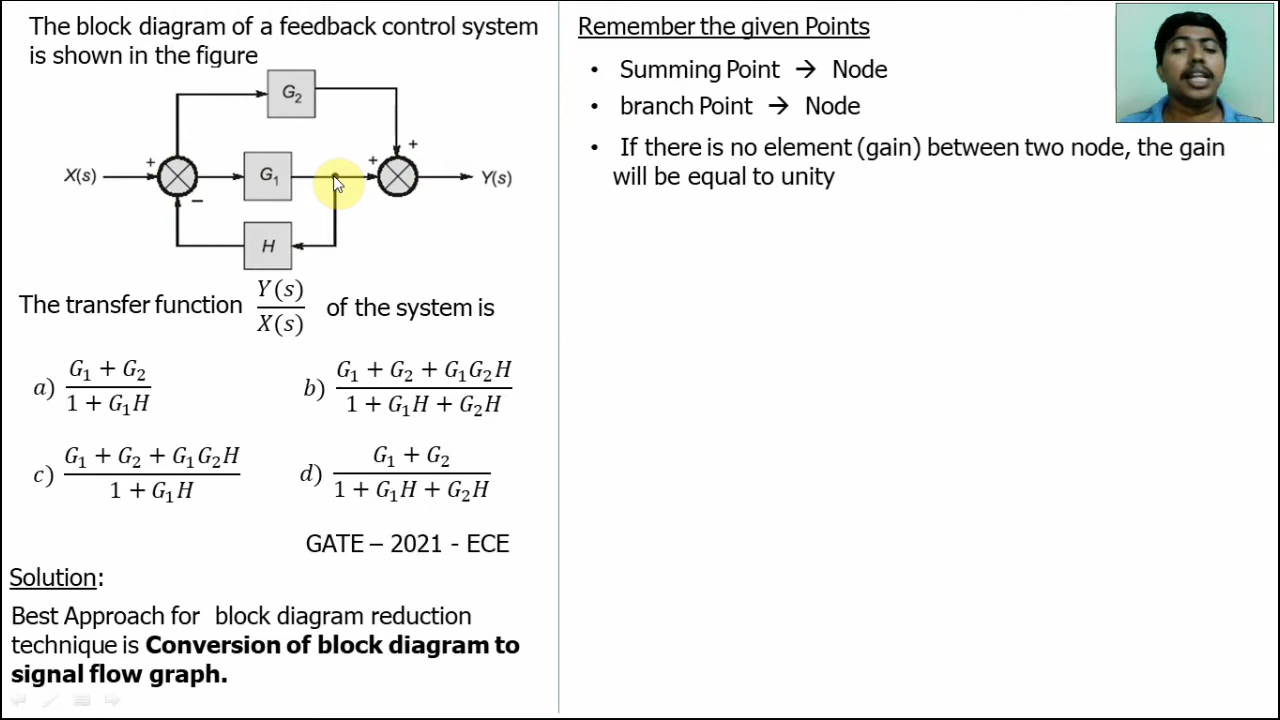 The block diagram of a feedback control system
is shown in the figure
G₂
+
X(s)
+
G₁
+
Y(s)
−
H
The transfer function Y(s)/X(s) of the system is
a) (G₁ + G₂)/(1 + G₁H)
b) (G₁ + G₂ + G₁G₂H)/(1 + G₁H + G₂H)
c) (G₁ + G₂ + G₁G₂H)/(1 + G₁H)
d) (G₁ + G₂)/(1 + G₁H + G₂H)
GATE – 2021 - ECE
Solution:
Best Approach for block diagram reduction
technique is Conversion of block diagram to
signal flow graph.
Remember the given Points
• Summing Point → Node
• branch Point → Node
• If there is no element (gain) between two node, the gain
will be equal to unity